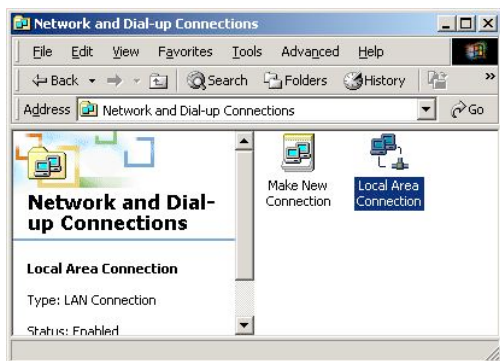 Network and Dial-up Connections
File Edit View Favorites Tools Advanced Help
Back Search Folders History »
Address Network and Dial-up Connections Go
Network and Dial-
up Connections
Local Area Connection
Type: LAN Connection
Status: Enabled
Make New
Connection
Local Area
Connection